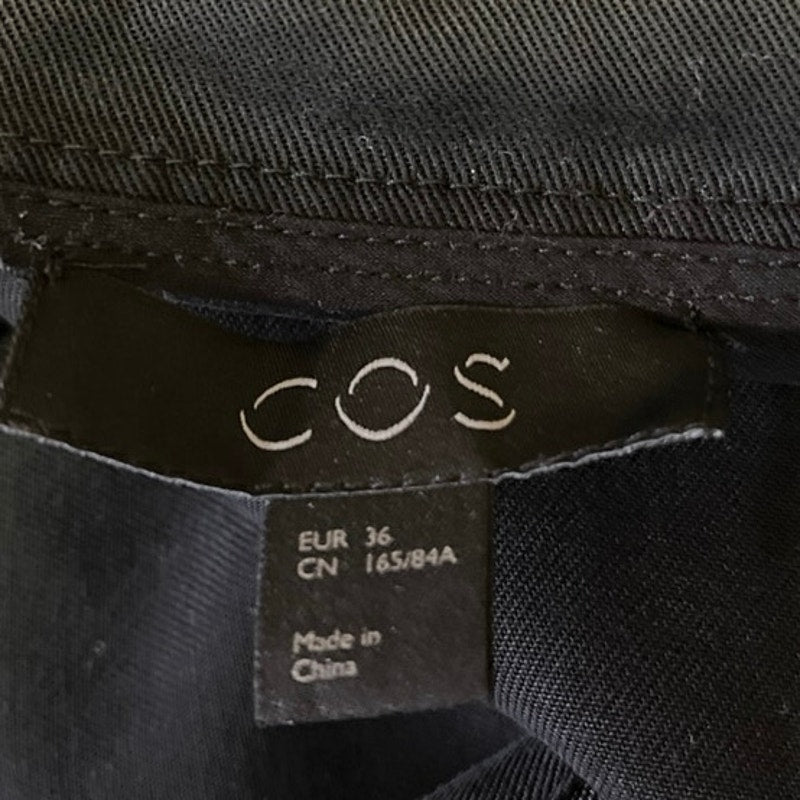 COS
EUR 36
CN 165/84A
Made in
China